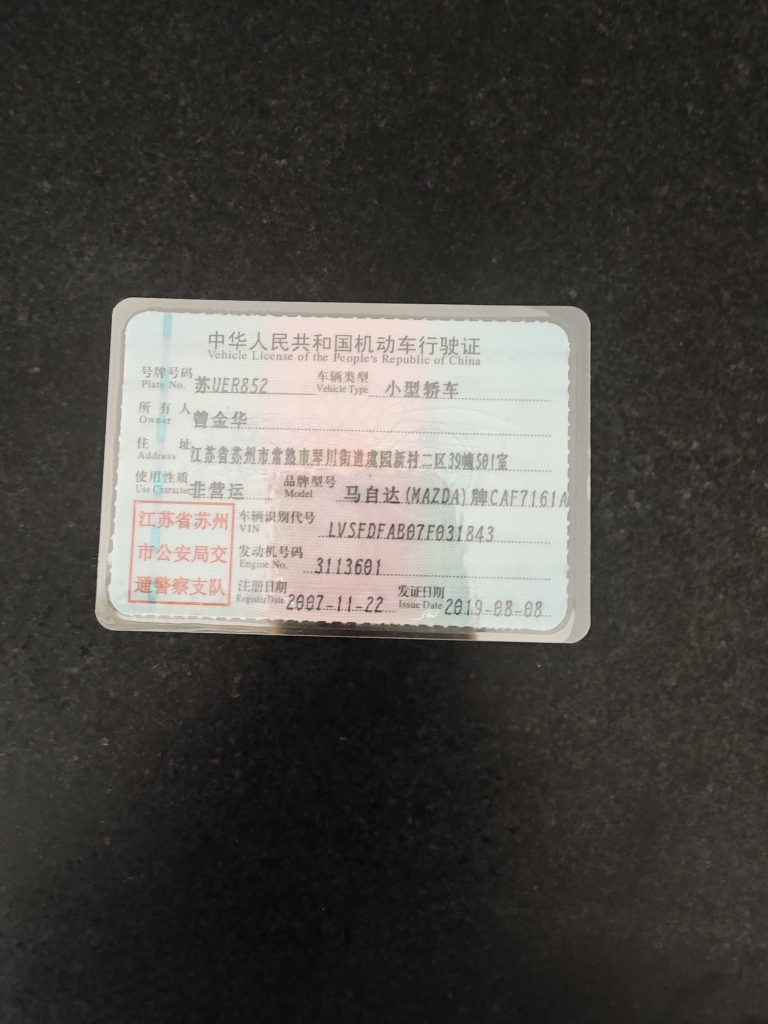 中华人民共和国机动车行驶证
Vehicle License of the People's Republic of China
号牌号码 苏UER852 车辆类型 小型轿车
Plate No. Vehicle Type
所有人 曾金华
Owner
住址 江苏省苏州市常熟市琴川街道虞园新村二区39幢501室
Address
使用性质 非营运 品牌型号 马自达(MAZDA)牌CAF7161A
Use Character Model
江苏省苏州
市公安局交
通警察支队
车辆识别代号 LVSFDFAB07F031843
VIN
发动机号码 3113601
Engine No.
注册日期 2007-11-22 发证日期 2019-08-08
Register Date Issue Date